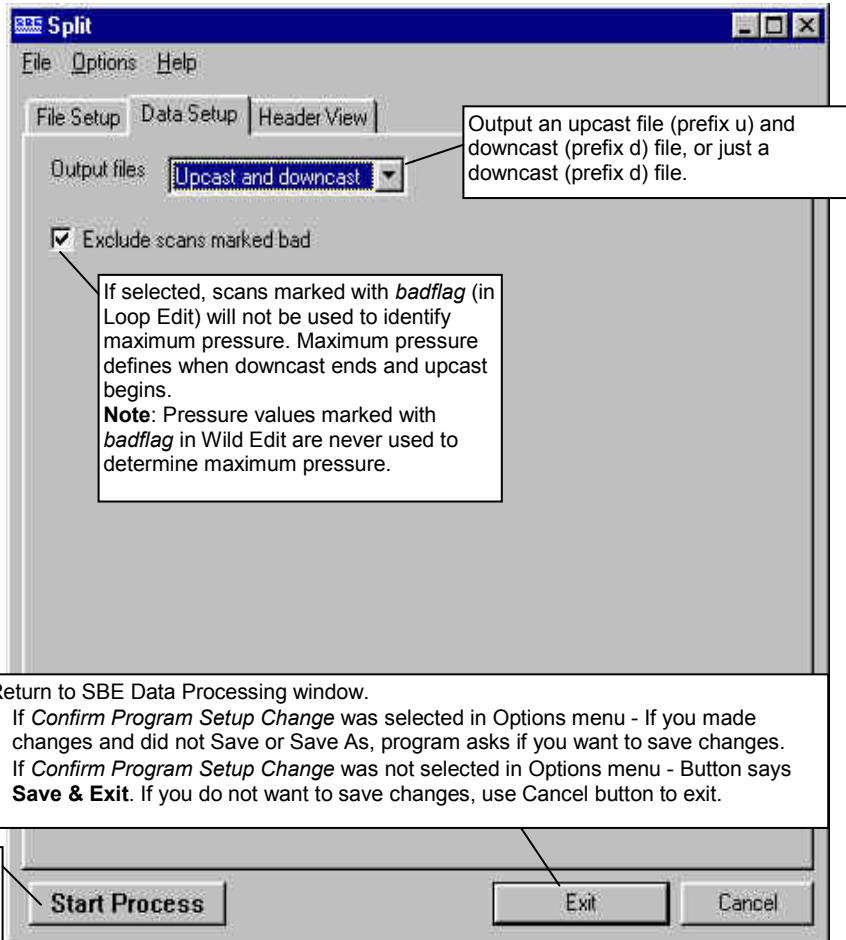 SBE Split
File Options Help
File Setup Data Setup Header View
Output an upcast file (prefix u) and
downcast (prefix d) file, or just a
downcast (prefix d) file.
Output files Upcast and downcast
Exclude scans marked bad
If selected, scans marked with badflag (in
Loop Edit) will not be used to identify
maximum pressure. Maximum pressure
defines when downcast ends and upcast
begins.
Note: Pressure values marked with
badflag in Wild Edit are never used to
determine maximum pressure.
Return to SBE Data Processing window.
If Confirm Program Setup Change was selected in Options menu - If you made
changes and did not Save or Save As, program asks if you want to save changes.
If Confirm Program Setup Change was not selected in Options menu - Button says
Save & Exit. If you do not want to save changes, use Cancel button to exit.
Start Process Exit Cancel